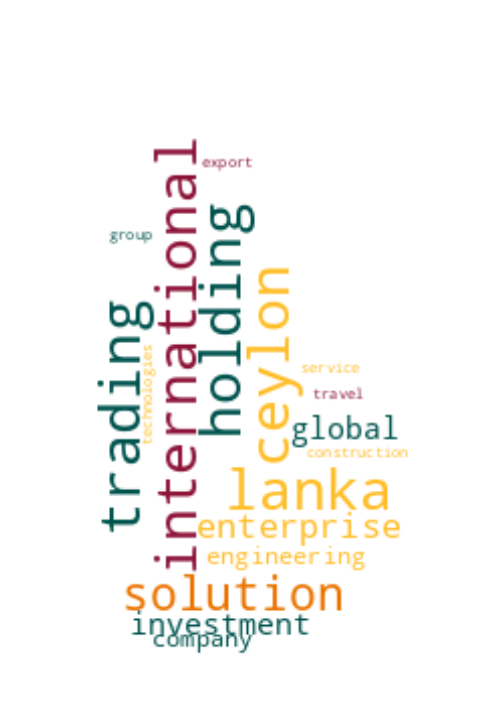 international
export
holding
group
ceylon
trading
technologies
service
travel
global
construction
lanka
enterprise
engineering
solution
investment
company